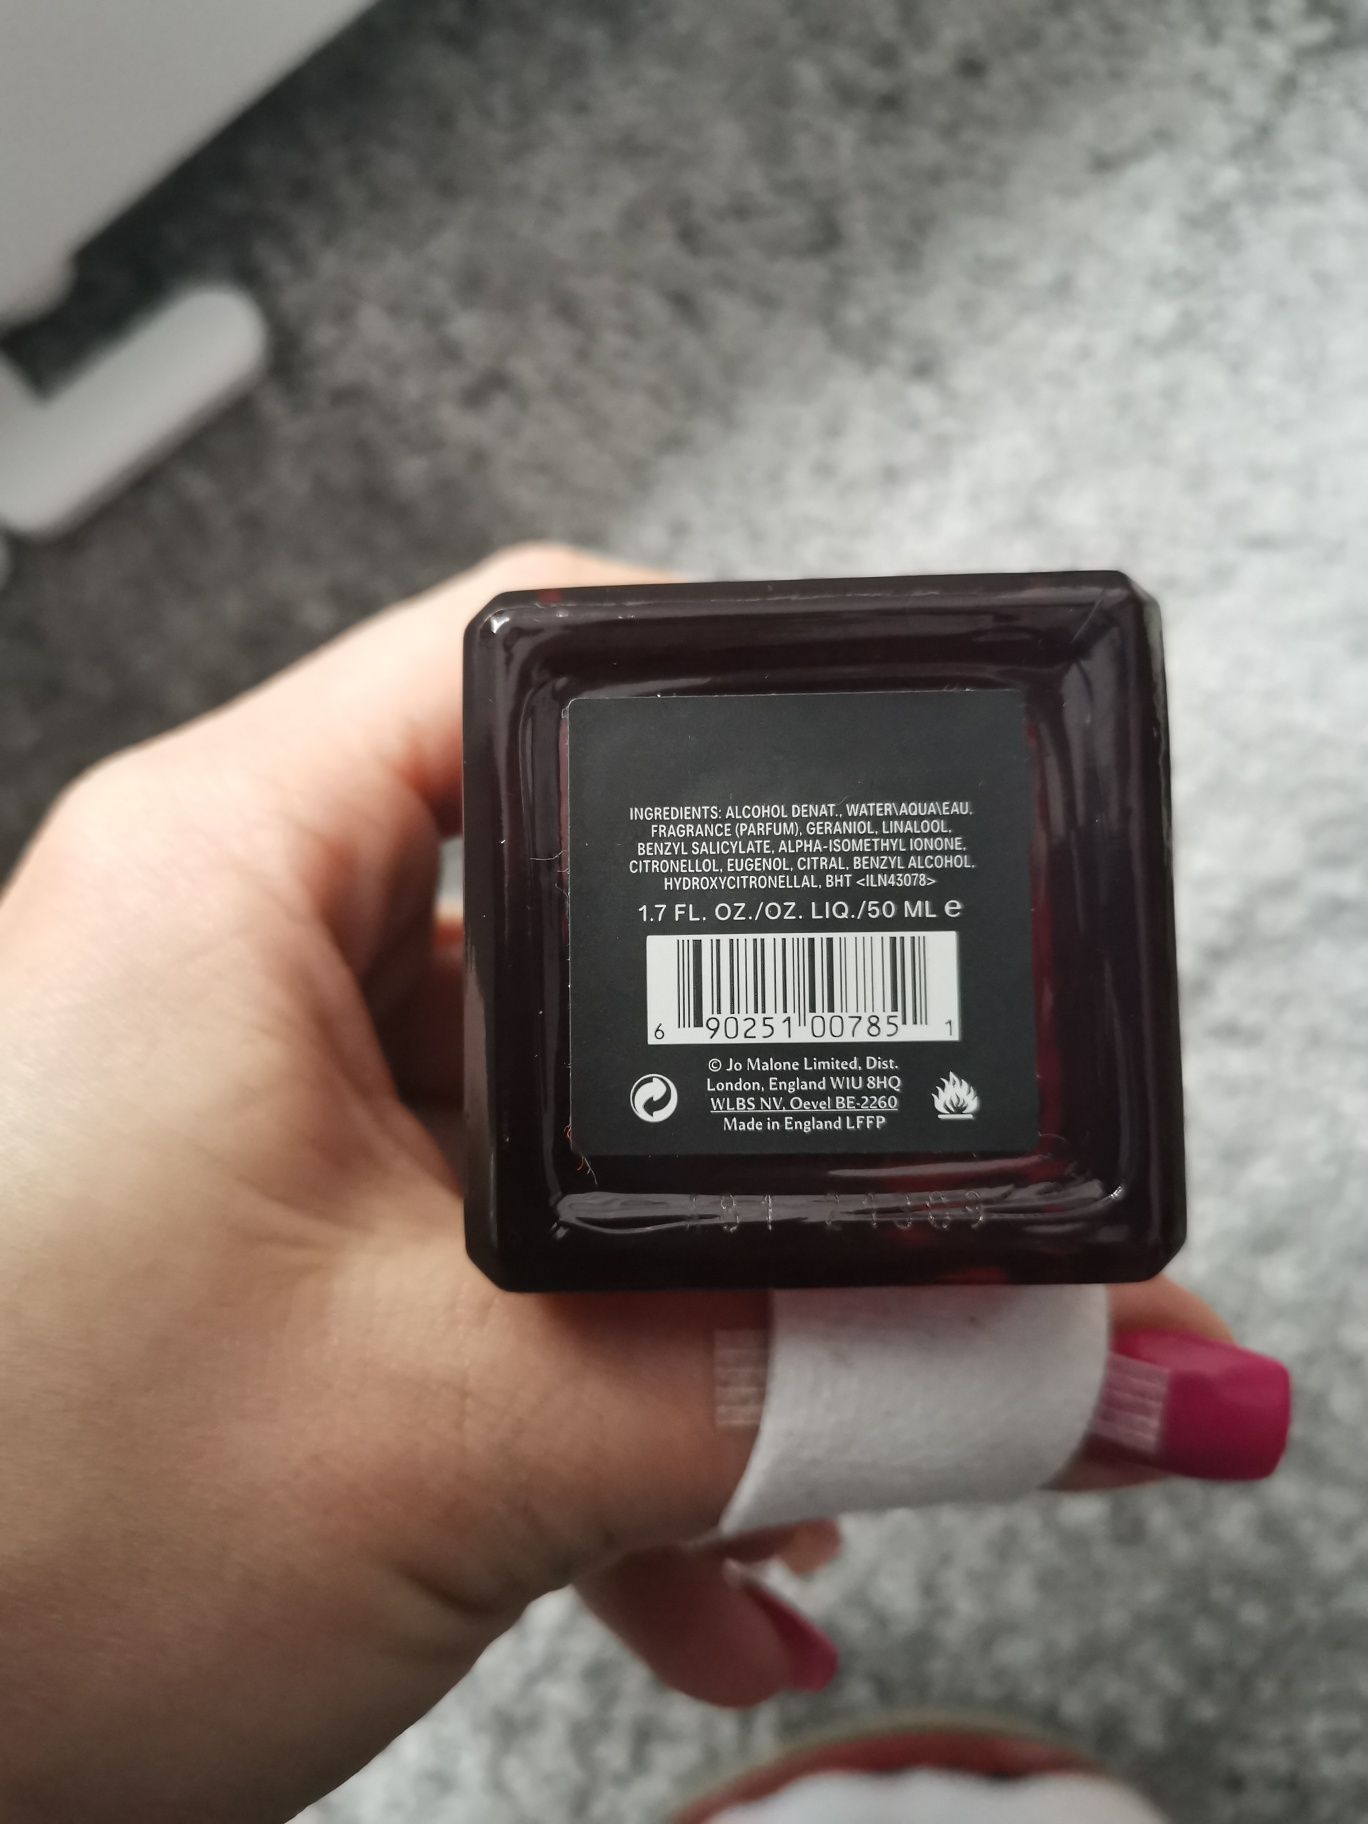 INGREDIENTS: ALCOHOL DENAT., WATER\AQUA\EAU,
FRAGRANCE (PARFUM), GERANIOL, LINALOOL,
BENZYL SALICYLATE, ALPHA-ISOMETHYL IONONE,
CITRONELLOL, EUGENOL, CITRAL, BENZYL ALCOHOL,
HYDROXYCITRONELLAL, BHT <ILN43078>
1.7 FL. OZ./OZ. LIQ./50 ML ℮
6 90251 00785 1
© Jo Malone Limited, Dist.
London, England W1U 8HQ
WLBS NV, Oevel BE-2260
Made in England LFFP